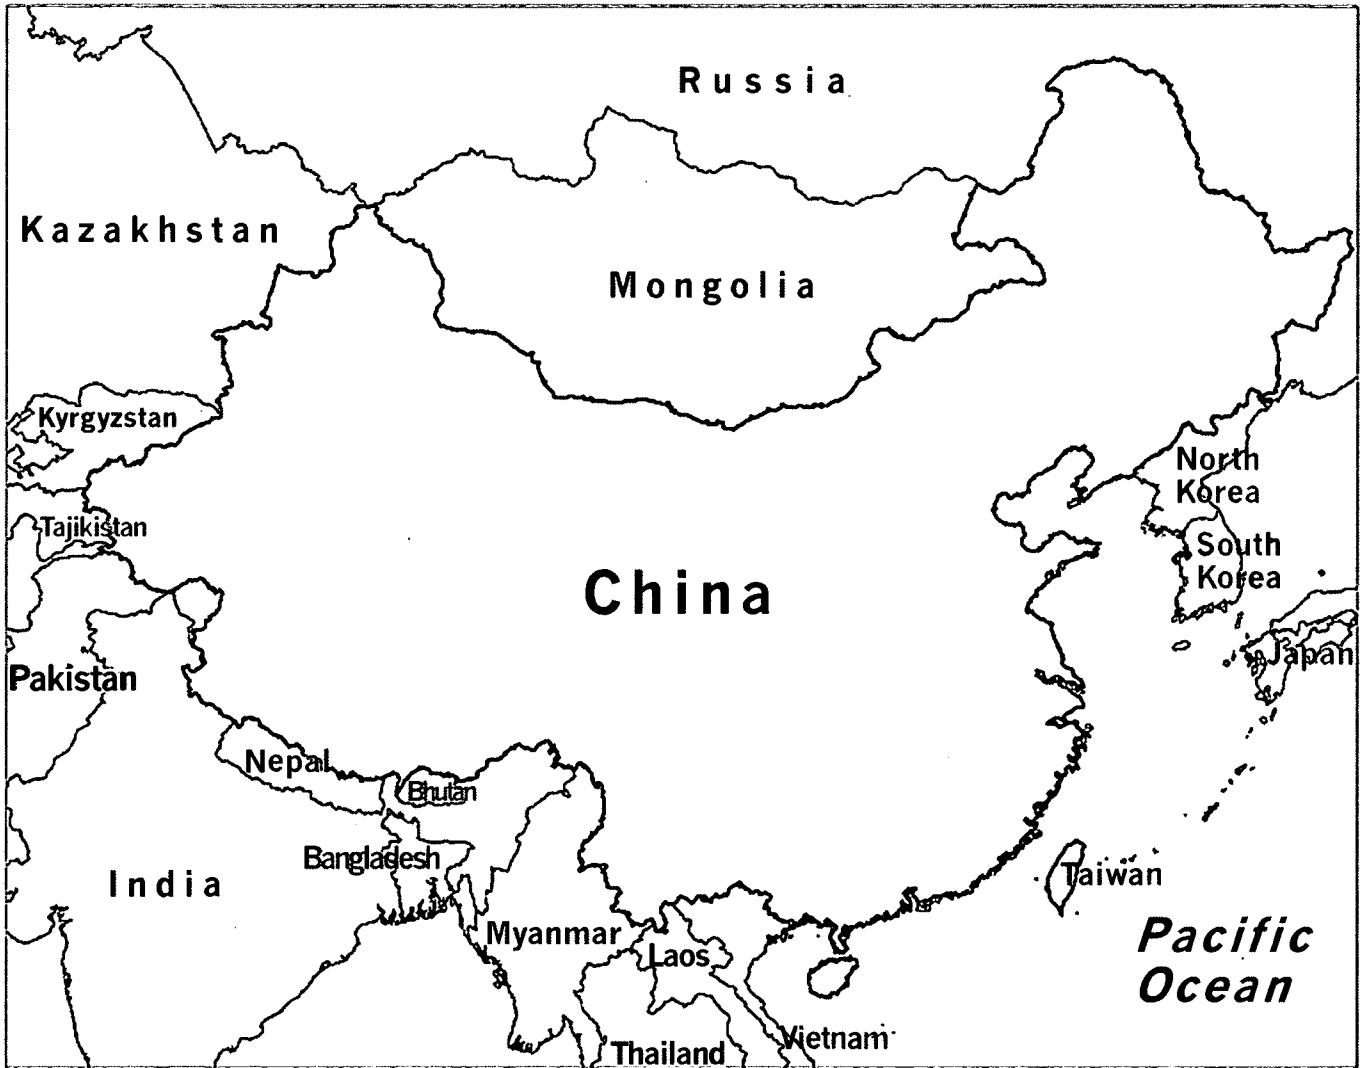 Russia
Kazakhstan
Mongolia
Kyrgyzstan
North
Korea
Tajikistan
South
Korea
China
Japan
Pakistan
Nepal
Bhutan
Bangladesh
India
Taiwan
Myanmar
Laos
Pacific
Ocean
Vietnam
Thailand